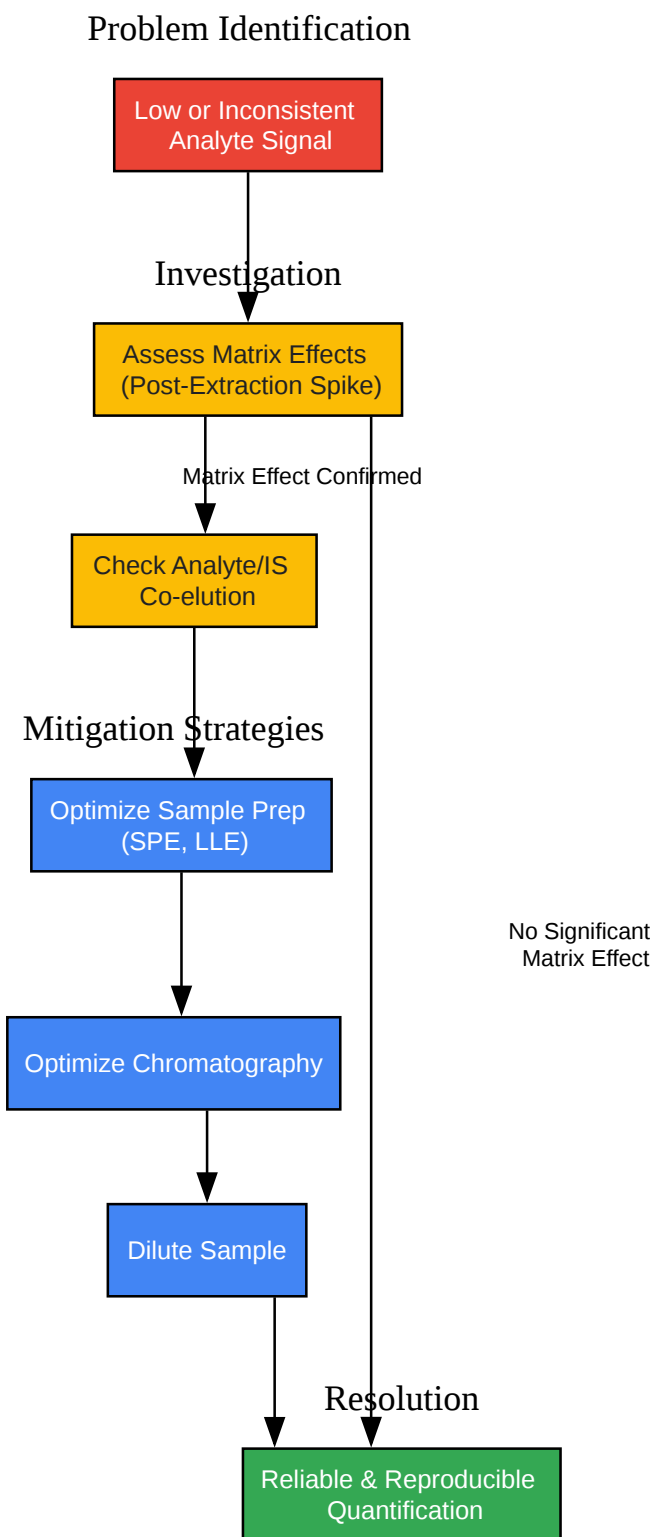 Problem Identification
Low or Inconsistent
Analyte Signal
Investigation
Assess Matrix Effects
(Post-Extraction Spike)
Matrix Effect Confirmed
Check Analyte/IS
Co-elution
Mitigation Strategies
Optimize Sample Prep
(SPE, LLE)
No Significant
Matrix Effect
Optimize Chromatography
Dilute Sample
Resolution
Reliable & Reproducible
Quantification